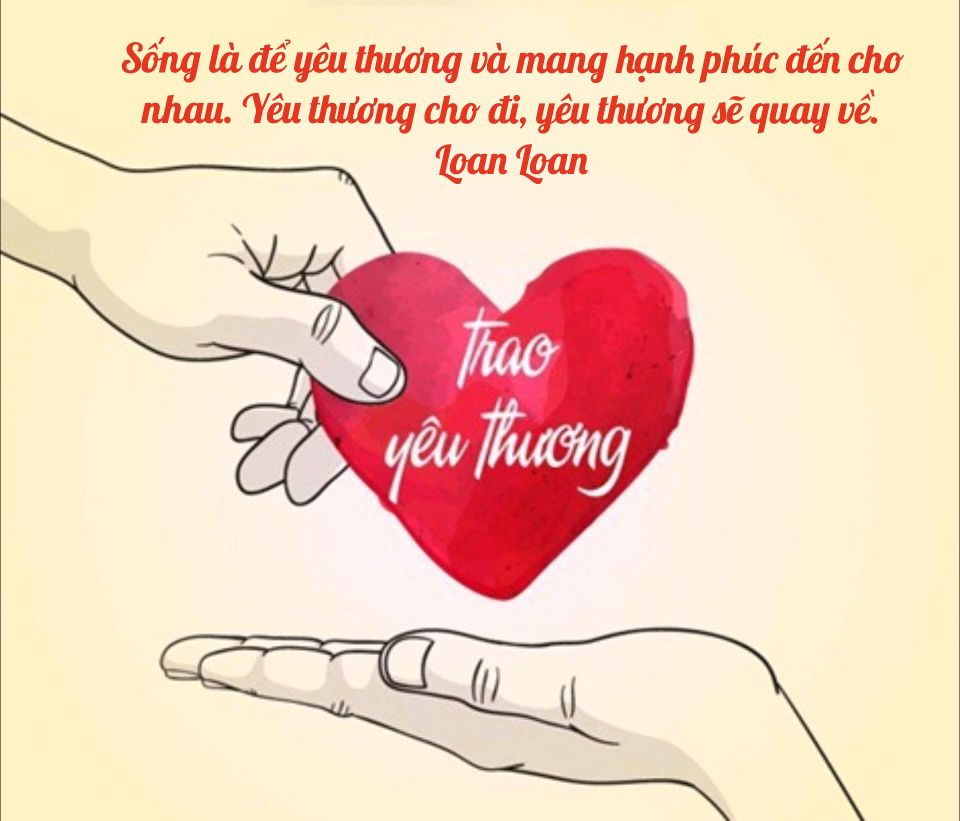 Sống là để yêu thương và mang hạnh phúc đến cho
nhau. Yêu thương cho đi, yêu thương sẽ quay về.
Loan Loan
trao
yêu thương